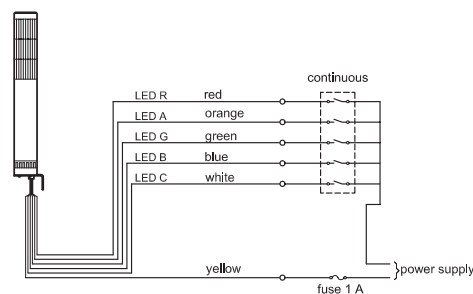 continuous
LED R red
LED A orange
LED G green
LED B blue
LED C white
yellow
power supply
fuse 1 A